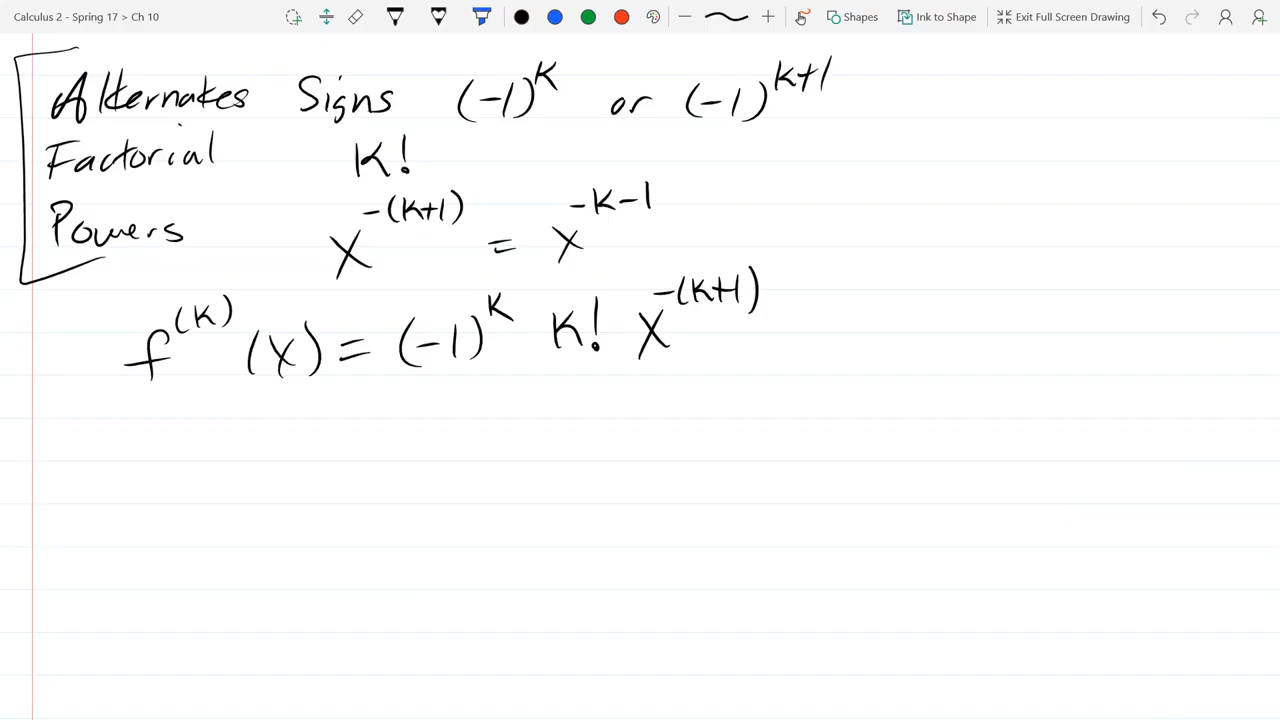 Calculus 2 - Spring 17 > Ch 10 Shapes Ink to Shape Exit Full Screen Drawing
Alternates Signs (-1)^K or (-1)^{K+1}
Factorial K!
Powers X^{-(K+1)} = X^{-K-1}
f^{(K)}(X) = (-1)^K K! X^{-(K+1)}